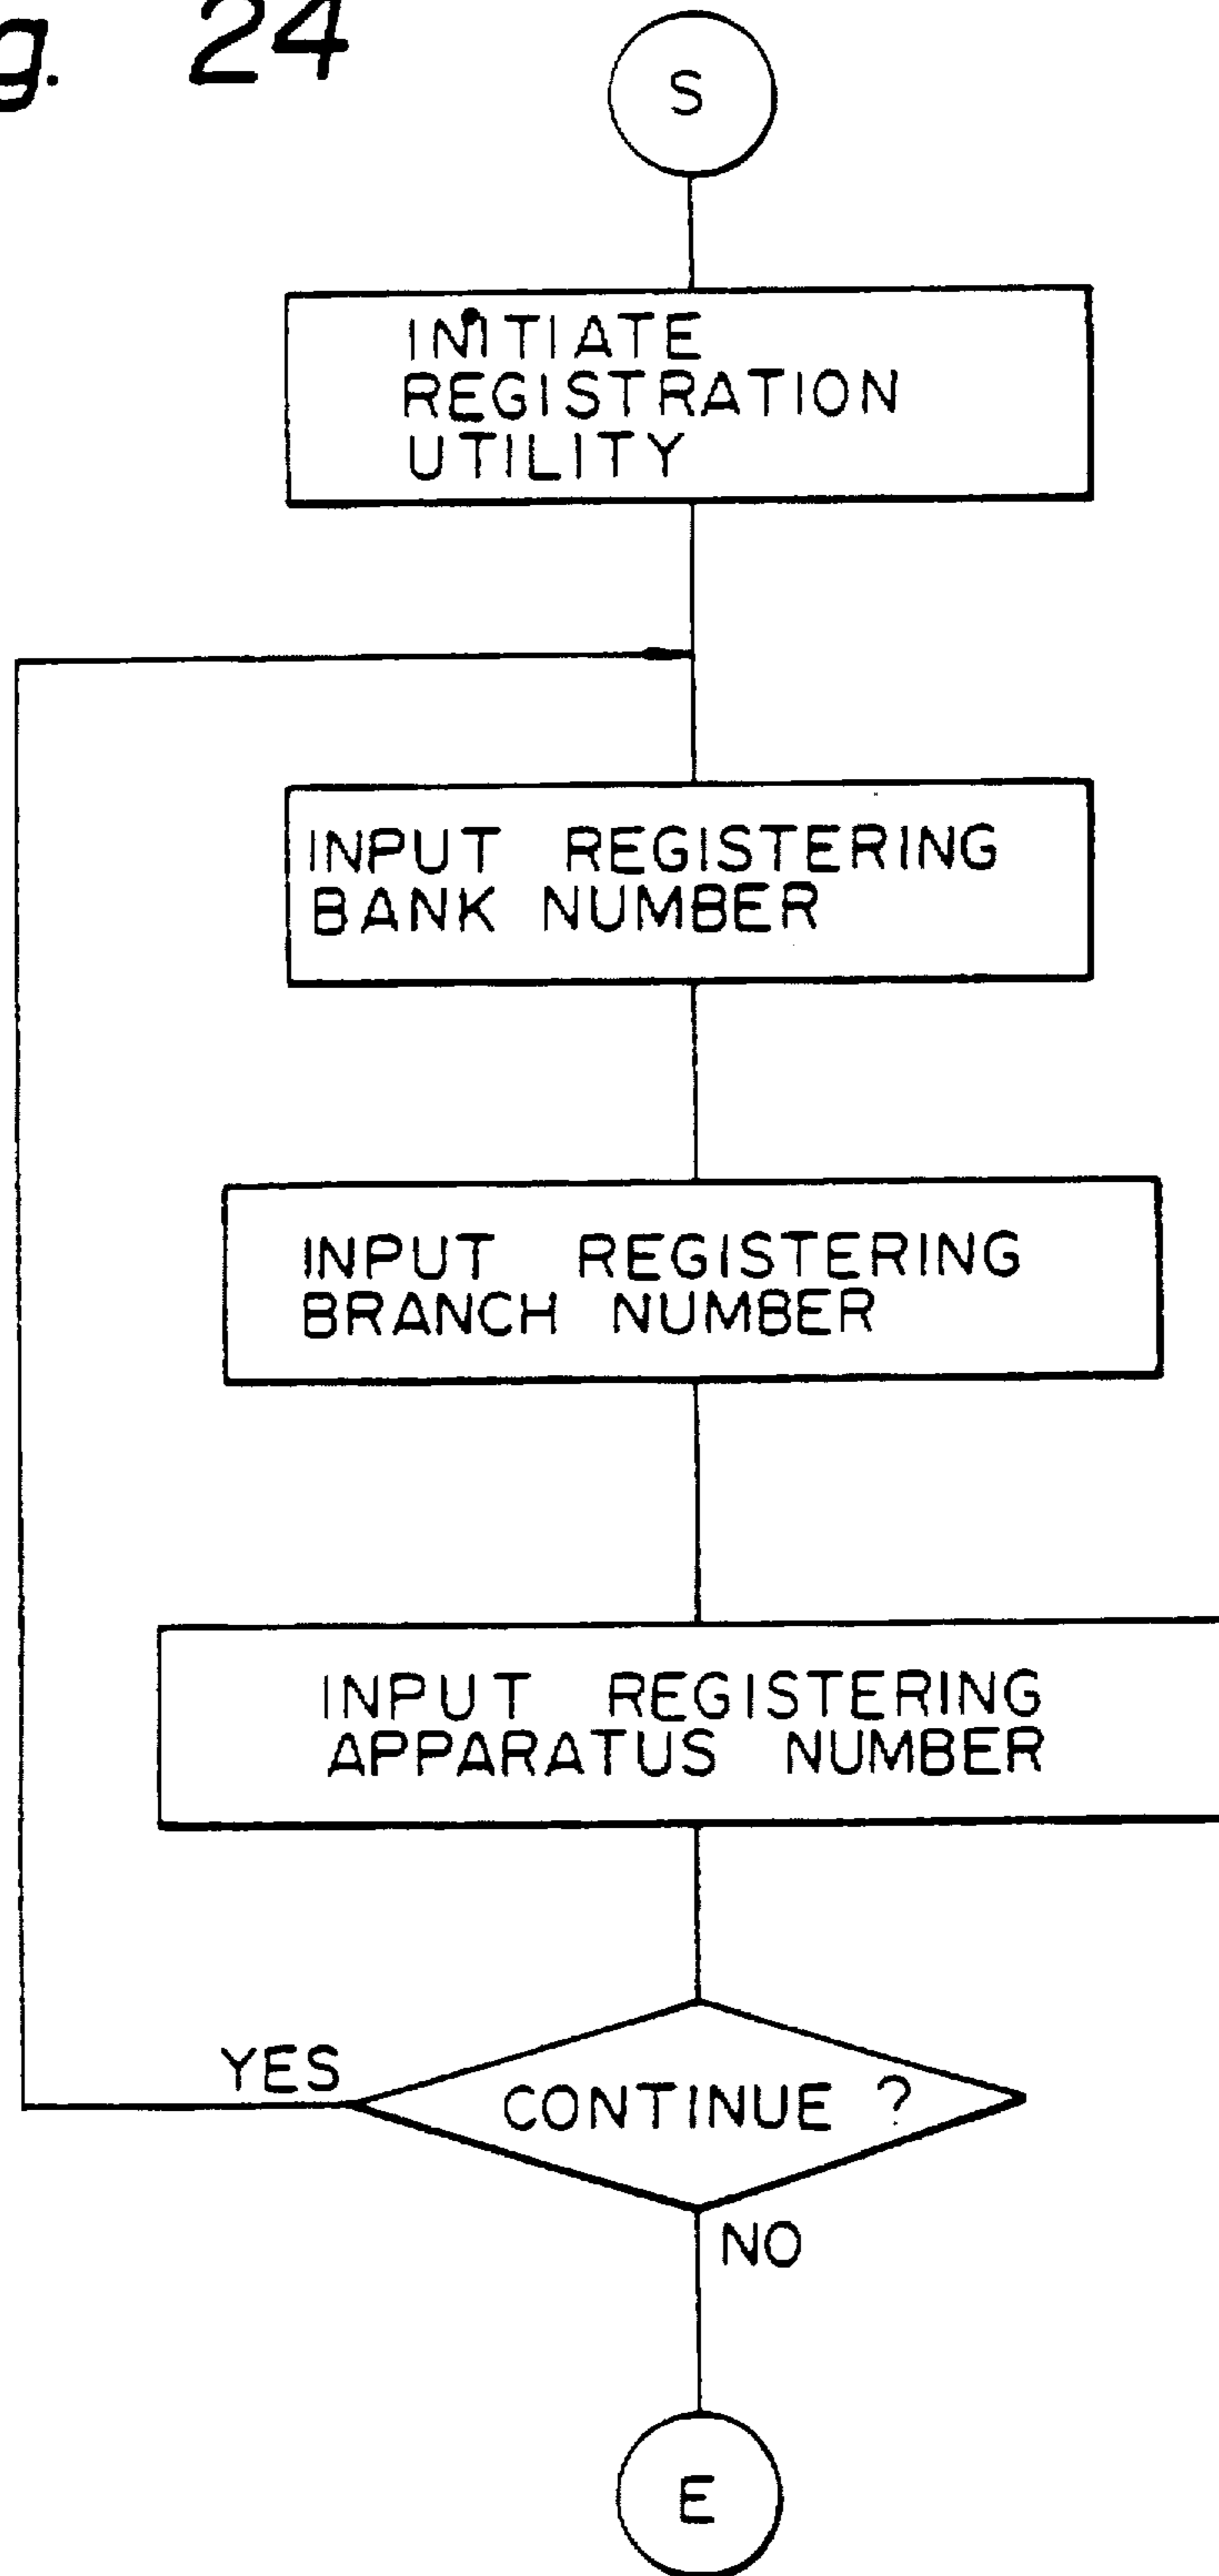 g. 24
S
INITIATE
REGISTRATION
UTILITY
INPUT REGISTERING
BANK NUMBER
INPUT REGISTERING
BRANCH NUMBER
INPUT REGISTERING
APPARATUS NUMBER
YES
CONTINUE ?
NO
E